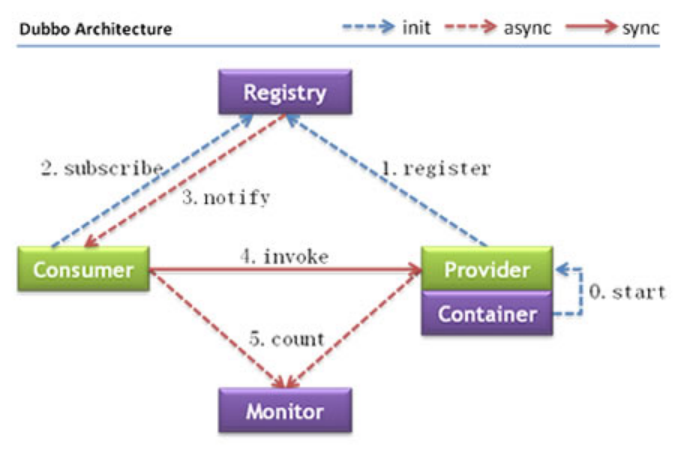 Dubbo Architecture
init
async
sync
Registry
2. subscribe
1. register
3. notify
Consumer
4. invoke
Provider
0. start
Container
5. count
Monitor